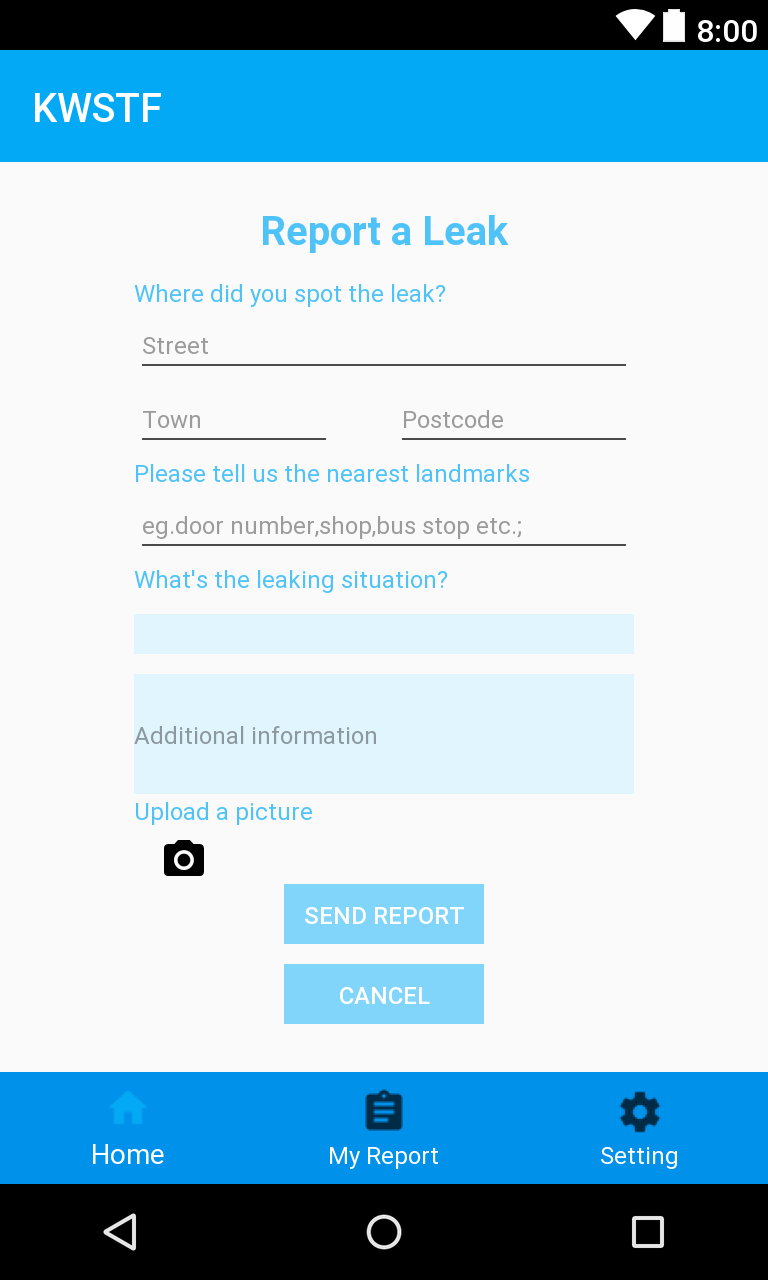 8:00
KWSTF
Report a Leak
Where did you spot the leak?
Street
Town Postcode
Please tell us the nearest landmarks
eg.door number,shop,bus stop etc.;
What's the leaking situation?
Additional information
Upload a picture
SEND REPORT
CANCEL
Home My Report Setting